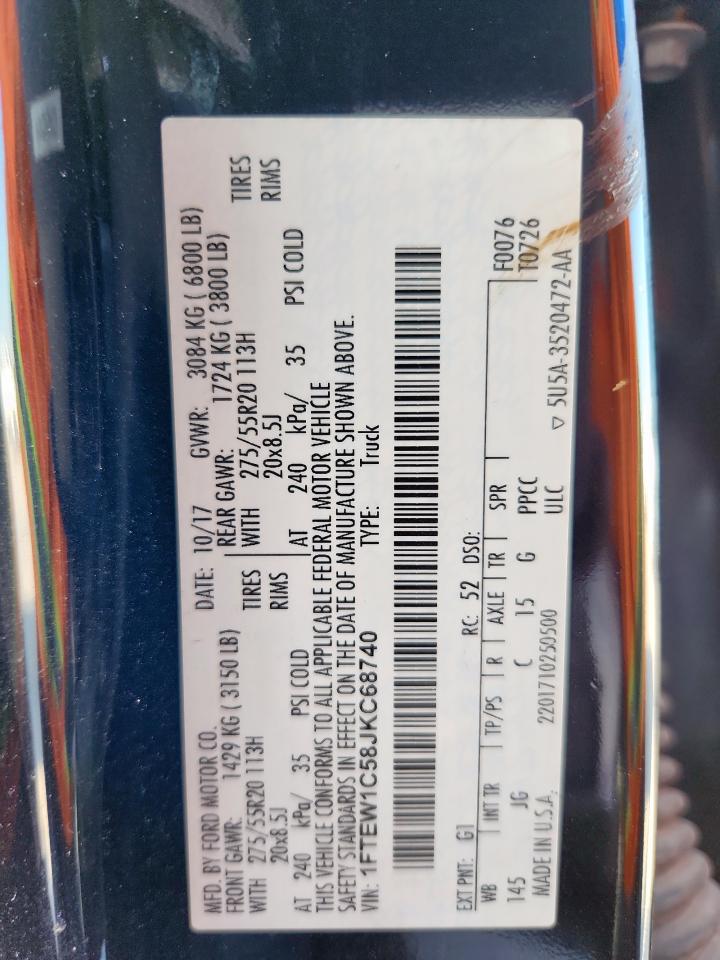 MFD. BY FORD MOTOR CO. DATE: 10/17 GVWR: 3084 KG ( 6800 LB)
FRONT GAWR: 1429 KG ( 3150 LB) REAR GAWR: 1724 KG ( 3800 LB)
WITH 275/55R20 113H TIRES WITH 275/55R20 113H TIRES
20x8.5J RIMS 20x8.5J RIMS
AT 240 kPa/ 35 PSI COLD AT 240 kPa/ 35 PSI COLD
THIS VEHICLE CONFORMS TO ALL APPLICABLE FEDERAL MOTOR VEHICLE
SAFETY STANDARDS IN EFFECT ON THE DATE OF MANUFACTURE SHOWN ABOVE.
VIN: 1FTEW1C58JKC68740 TYPE: Truck
EXT PNT: G1 RC: 52 DSO: F0076
WB INT TR TP/PS R AXLE TR SPR T0726
145 JG C 15 G PPCC
ULC
MADE IN U.S.A. 2201710250500 ▽ 5U5A-3520472-AA